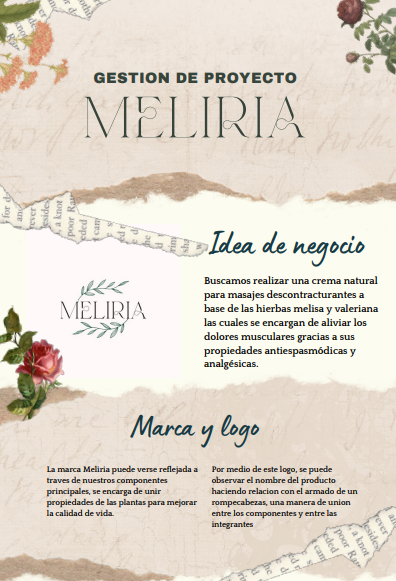 GESTION DE PROYECTO
MELIRIA
Idea de negocio
Buscamos realizar una crema natural
para masajes descontracturantes a
base de las hierbas melisa y valeriana
las cuales se encargan de aliviar los
dolores musculares gracias a sus
propiedades antiespasmódicas y
analgésicas.
MELIRIA
Marca y logo
La marca Meliria puede verse reflejada a
traves de nuestros componentes
principales, se encarga de unir
propiedades de las plantas para mejorar
la calidad de vida.
Por medio de este logo, se puede
observar el nombre del producto
haciendo relacion con el armado de un
rompecabezas, una manera de union
entre los componentes y entre las
integrantes